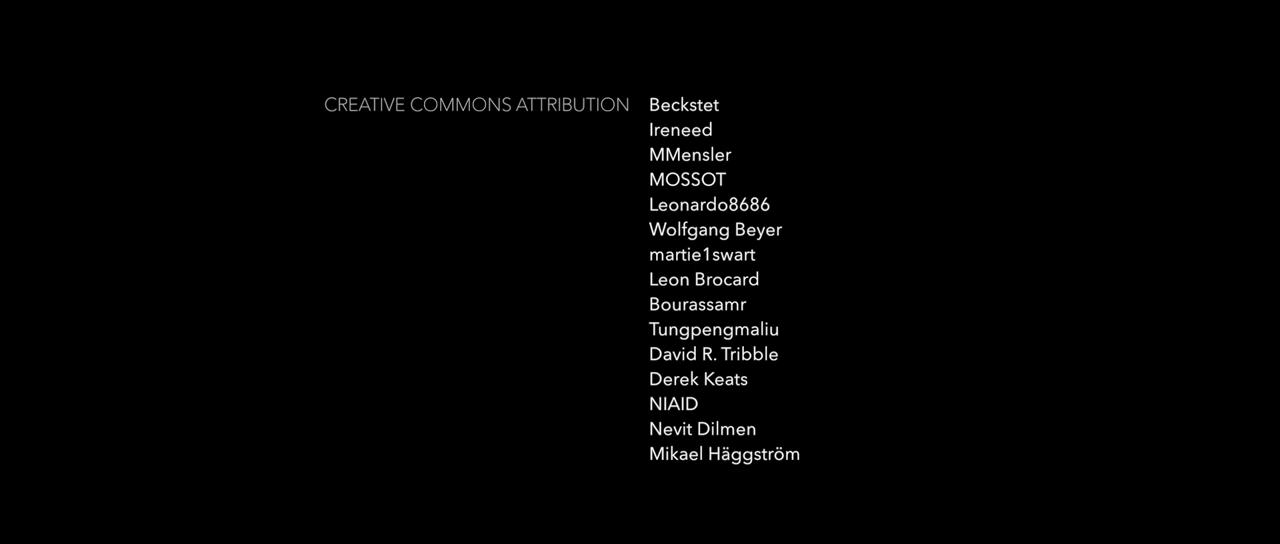 CREATIVE COMMONS ATTRIBUTION Beckstet
Ireneed
MMensler
MOSSOT
Leonardo8686
Wolfgang Beyer
martie1swart
Leon Brocard
Bourassamr
Tungpengmaliu
David R. Tribble
Derek Keats
NIAID
Nevit Dilmen
Mikael Häggström